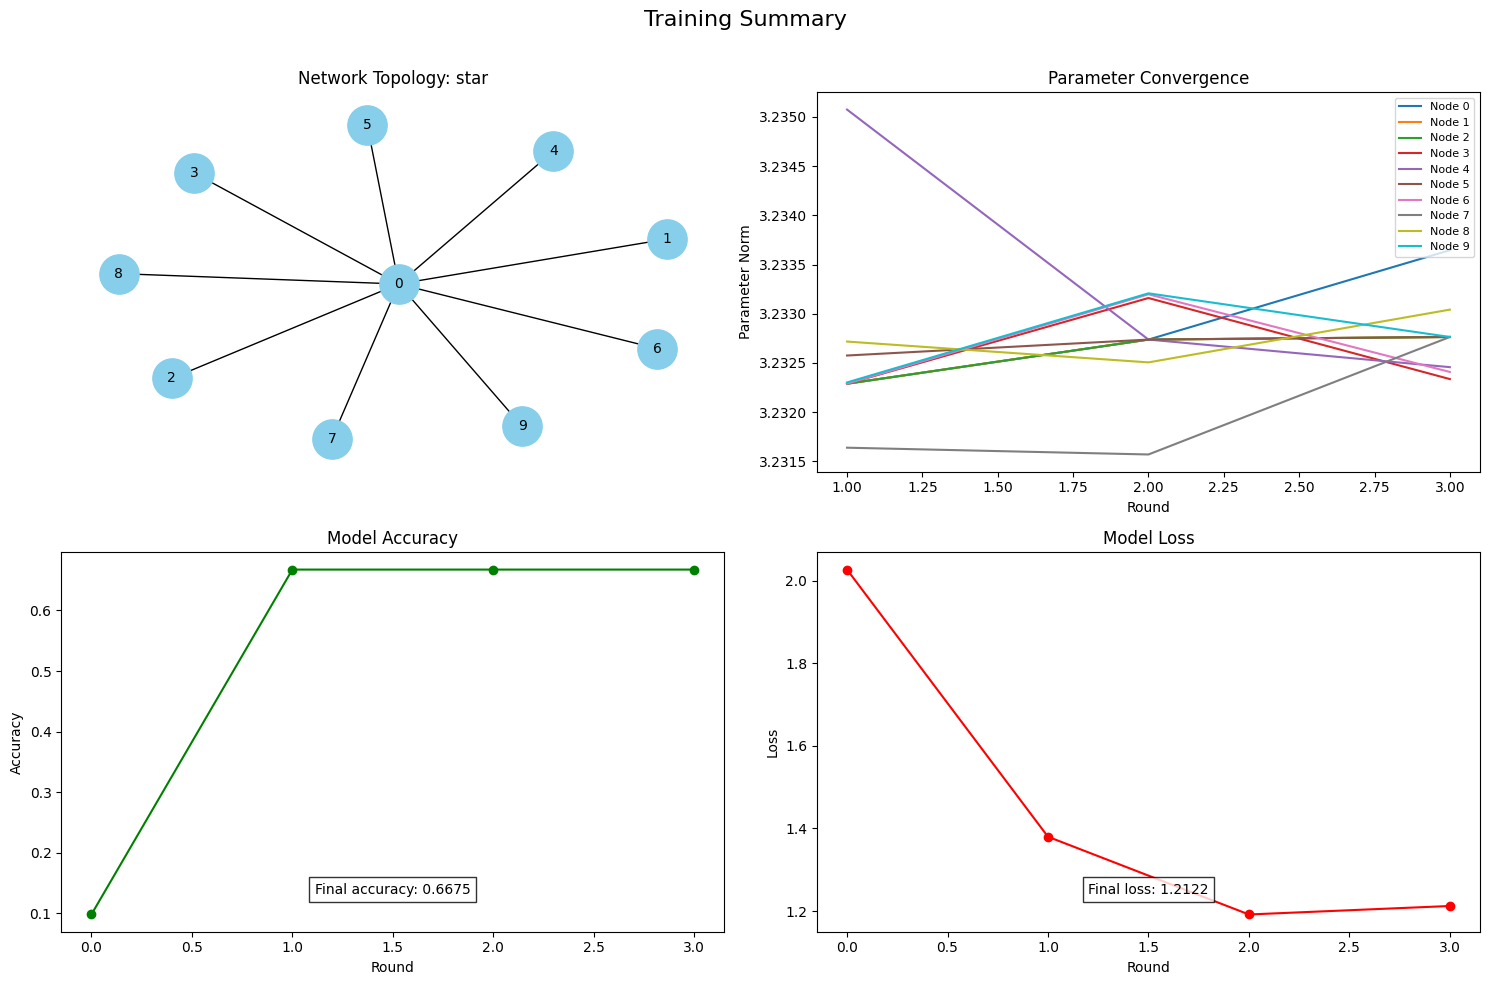 Training Summary
Network Topology: star
5
4
3
1
8
0
6
2
9
7
Parameter Convergence
Parameter Norm
3.2350
3.2345
3.2340
3.2335
3.2330
3.2325
3.2320
3.2315
Node 0
Node 1
Node 2
Node 3
Node 4
Node 5
Node 6
Node 7
Node 8
Node 9
1.00 1.25 1.50 1.75 2.00 2.25 2.50 2.75 3.00
Round
Model Accuracy
Accuracy
0.6
0.5
0.4
0.3
0.2
0.1
Final accuracy: 0.6675
0.0 0.5 1.0 1.5 2.0 2.5 3.0
Round
Model Loss
Loss
2.0
1.8
1.6
1.4
1.2
Final loss: 1.2122
0.0 0.5 1.0 1.5 2.0 2.5 3.0
Round